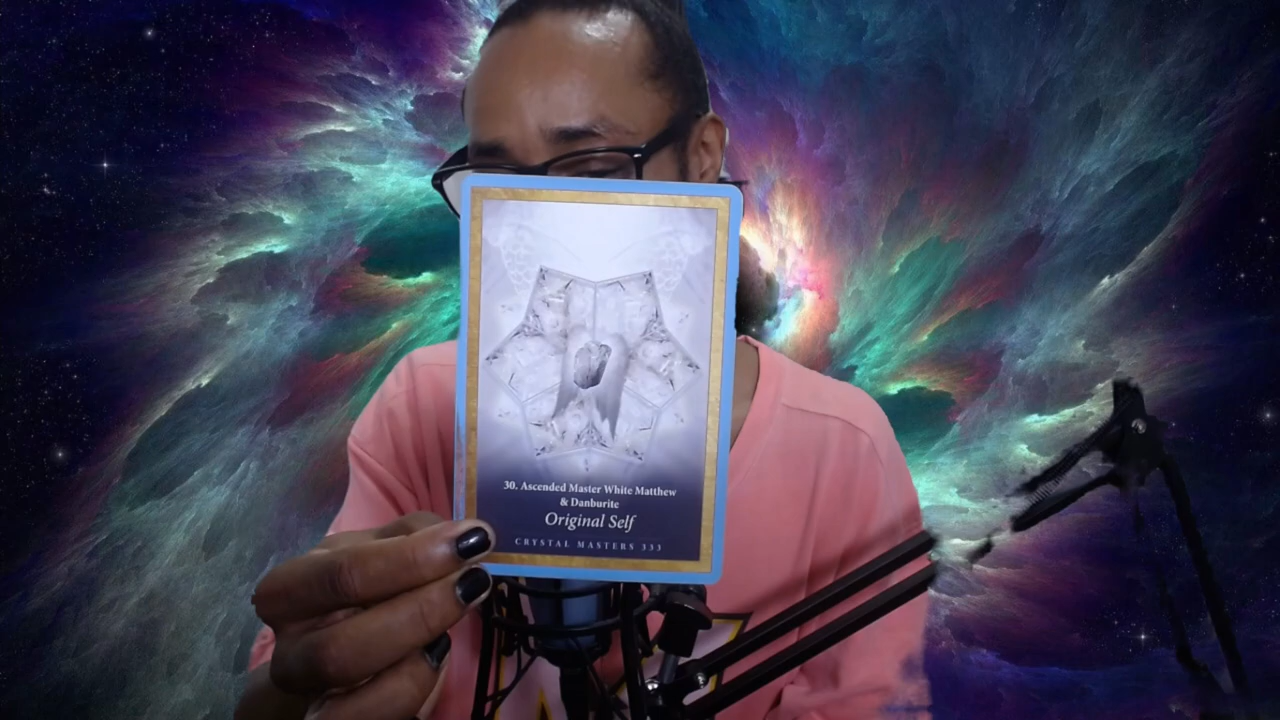 30. Ascended Master White Matthew
& Danburite
Original Self
CRYSTAL MASTERS 333